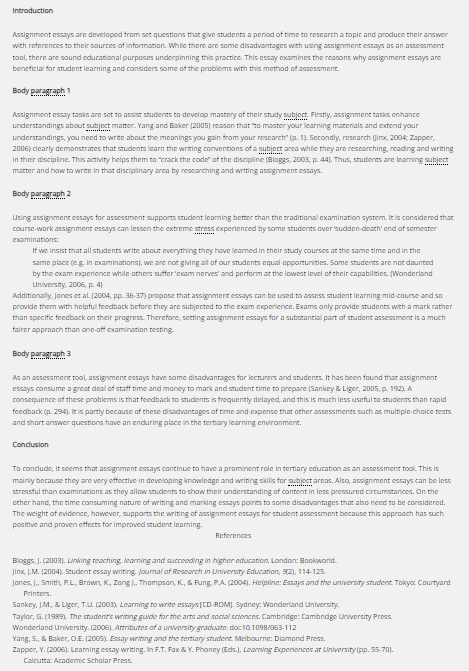 Introduction
Assignment essays are developed from set questions that give students a period of time to research a topic and produce their answer
with references to their sources of information. While there are some disadvantages with using assignment essays as an assessment
tool, there are sound educational purposes underpinning this practice. This essay examines the reasons why assignment essays are
beneficial for student learning and considers some of the problems with this method of assessment.
Body paragraph 1
Assignment essay tasks are set to assist students to develop mastery of their study subject. Firstly, assignment tasks enhance
understandings about subject matter. Yang and Baker (2005) reason that "to master your learning materials and extend your
understandings, you need to write about the meanings you gain from your research" (p. 1). Secondly, research (Jinx, 2004; Zapper,
2006) clearly demonstrates that students learn the writing conventions of a subject area while they are researching, reading and writing
in their discipline. This activity helps them to "crack the code" of the discipline (Bloggs, 2003, p. 44). Thus, students are learning subject
matter and how to write in that disciplinary area by researching and writing assignment essays.
Body paragraph 2
Using assignment essays for assessment supports student learning better than the traditional examination system. It is considered that
course-work assignment essays can lessen the extreme stress experienced by some students over 'sudden-death' end of semester
examinations:
If we insist that all students write about everything they have learned in their study courses at the same time and in the
same place (e.g. in examinations), we are not giving all of our students equal opportunities. Some students are not daunted
by the exam experience while others suffer 'exam nerves' and perform at the lowest level of their capabilities. (Wonderland
University, 2006, p. 4)
Additionally, Jones et al. (2004, pp. 36-37) propose that assignment essays can be used to assess student learning mid-course and so
provide them with helpful feedback before they are subjected to the exam experience. Exams only provide students with a mark rather
than specific feedback on their progress. Therefore, setting assignment essays for a substantial part of student assessment is a much
fairer approach than one-off examination testing.
Body paragraph 3
As an assessment tool, assignment essays have some disadvantages for lecturers and students. It has been found that assignment
essays consume a great deal of staff time and money to mark and student time to prepare (Sankey & Liger, 2005, p. 192). A
consequence of these problems is that feedback to students is frequently delayed, and this is much less useful to students than rapid
feedback (p. 294). It is partly because of these disadvantages of time and expense that other assessments such as multiple-choice tests
and short answer questions have an enduring place in the tertiary learning environment.
Conclusion
To conclude, it seems that assignment essays continue to have a prominent role in tertiary education as an assessment tool. This is
mainly because they are very effective in developing knowledge and writing skills for subject areas. Also, assignment essays can be less
stressful than examinations as they allow students to show their understanding of content in less pressured circumstances. On the
other hand, the time consuming nature of writing and marking essays points to some disadvantages that also need to be considered.
The weight of evidence, however, supports the writing of assignment essays for student assessment because this approach has such
positive and proven effects for improved student learning.
References
Bloggs, J. (2003). Linking teaching, learning and succeeding in higher education. London: Bookworld.
Jinx, J.M. (2004). Student essay writing. Journal of Research in University Education, 9(2), 114-125.
Jones, J., & Smith, P.L., Brown, K., Zong J., Thompson, K., & Fung, P.A. (2004). Helpline: Essays and the university student. Tokyo: Courtyard
Printers.
Sankey, J.M., & Liger, T.U. (2003). Learning to write essays [CD-ROM]. Sydney: Wonderland University.
Taylor, G. (1989). The student's writing guide for the arts and social sciences. Cambridge: Cambridge University Press.
Wonderland University. (2006). Attributes of a university graduate. doi:10.1098/063-112
Yang, S., & Baker, O.E. (2005). Essay writing and the tertiary student. Melbourne: Diamond Press.
Zapper, Y. (2006). Learning essay writing. In F.T. Fax & Y. Phoney (Eds.), Learning Experiences at University (pp. 55-70).
Calcutta: Academic Scholar Press.